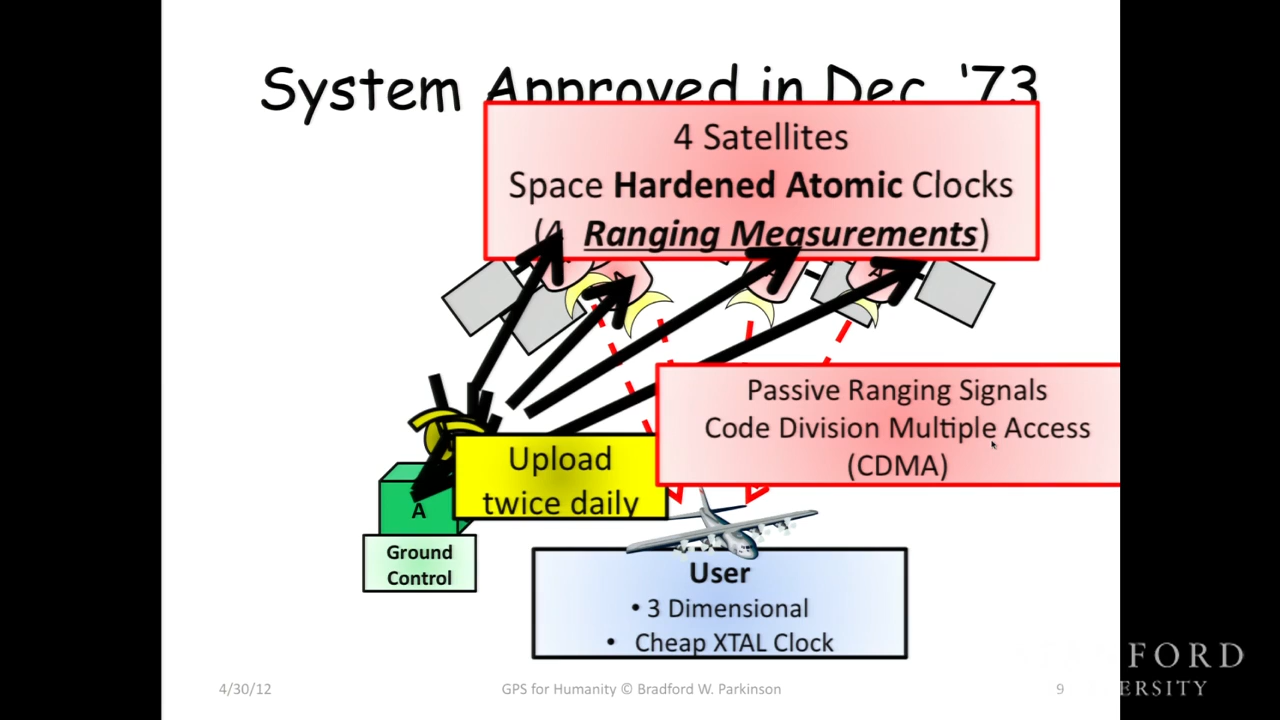 System Approved in Dec. '73
4 Satellites
Space Hardened Atomic Clocks
(4 Ranging Measurements)
Passive Ranging Signals
Code Division Multiple Access
(CDMA)
Upload
twice daily
A
Ground
Control
User
• 3 Dimensional
• Cheap XTAL Clock
4/30/12
GPS for Humanity © Bradford W. Parkinson
9